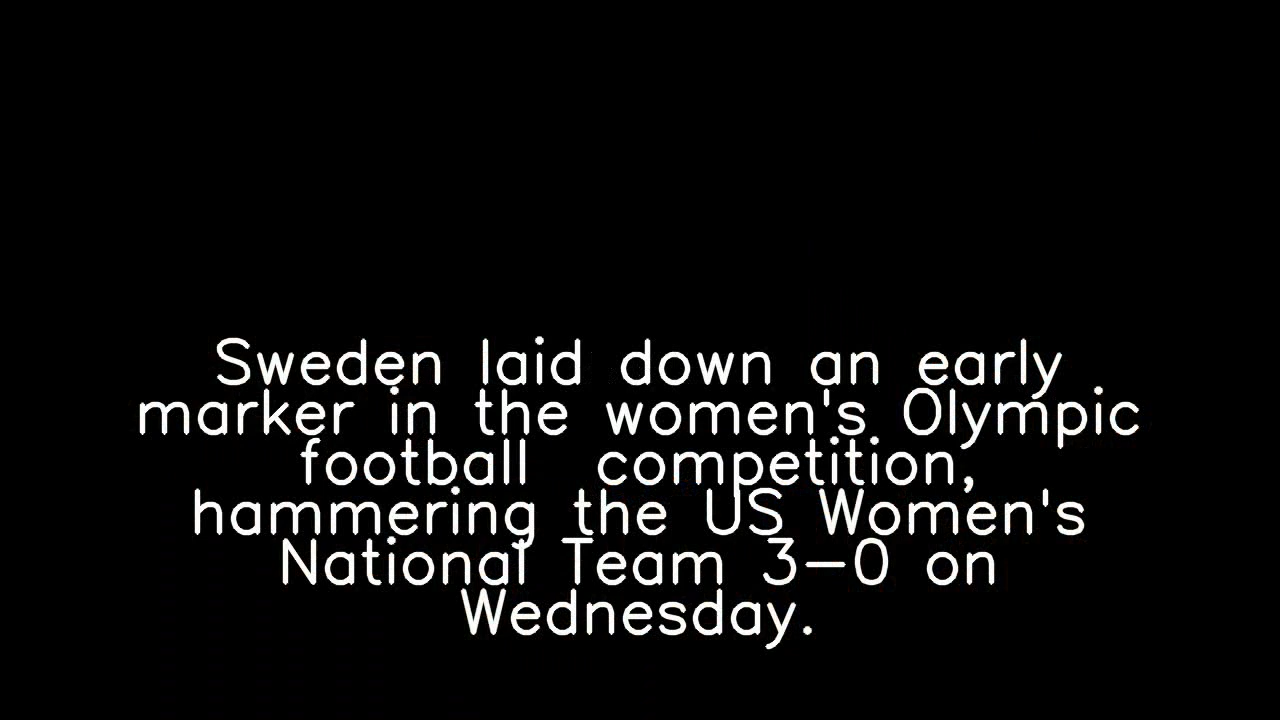 Sweden laid down an early
marker in the women's Olympic
football  competition,
hammering the US Women's
National Team 3-0 on
Wednesday.